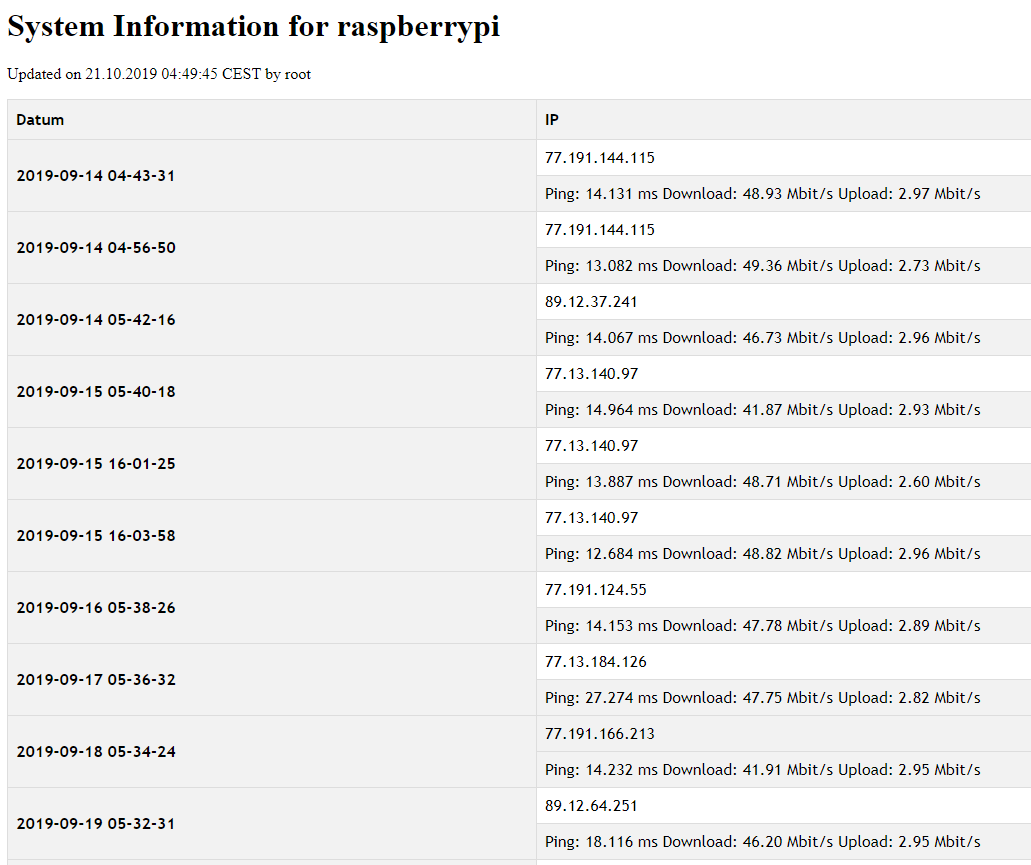 System Information for raspberrypi
Updated on 21.10.2019 04:49:45 CEST by root
Datum IP
2019-09-14 04-43-31
77.191.144.115
Ping: 14.131 ms Download: 48.93 Mbit/s Upload: 2.97 Mbit/s
2019-09-14 04-56-50
77.191.144.115
Ping: 13.082 ms Download: 49.36 Mbit/s Upload: 2.73 Mbit/s
2019-09-14 05-42-16
89.12.37.241
Ping: 14.067 ms Download: 46.73 Mbit/s Upload: 2.96 Mbit/s
2019-09-15 05-40-18
77.13.140.97
Ping: 14.964 ms Download: 41.87 Mbit/s Upload: 2.93 Mbit/s
2019-09-15 16-01-25
77.13.140.97
Ping: 13.887 ms Download: 48.71 Mbit/s Upload: 2.60 Mbit/s
2019-09-15 16-03-58
77.13.140.97
Ping: 12.684 ms Download: 48.82 Mbit/s Upload: 2.96 Mbit/s
2019-09-16 05-38-26
77.191.124.55
Ping: 14.153 ms Download: 47.78 Mbit/s Upload: 2.89 Mbit/s
2019-09-17 05-36-32
77.13.184.126
Ping: 27.274 ms Download: 47.75 Mbit/s Upload: 2.82 Mbit/s
2019-09-18 05-34-24
77.191.166.213
Ping: 14.232 ms Download: 41.91 Mbit/s Upload: 2.95 Mbit/s
2019-09-19 05-32-31
89.12.64.251
Ping: 18.116 ms Download: 46.20 Mbit/s Upload: 2.95 Mbit/s